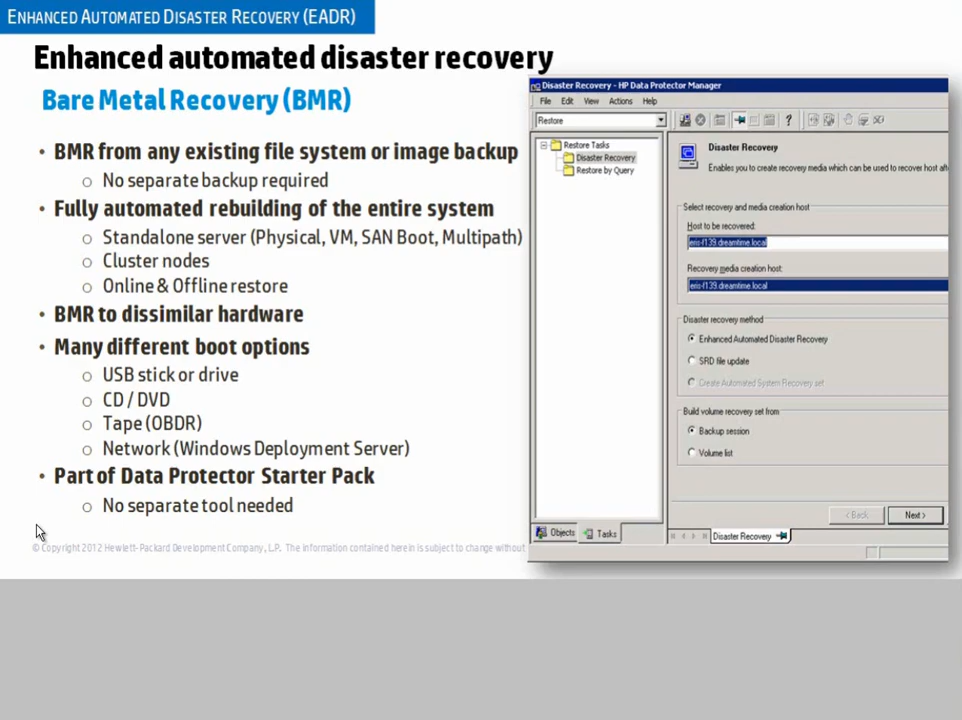 ENHANCED AUTOMATED DISASTER RECOVERY (EADR)
Enhanced automated disaster recovery
Bare Metal Recovery (BMR)
• BMR from any existing file system or image backup
o No separate backup required
• Fully automated rebuilding of the entire system
o Standalone server (Physical, VM, SAN Boot, Multipath)
o Cluster nodes
o Online & Offline restore
• BMR to dissimilar hardware
• Many different boot options
o USB stick or drive
o CD / DVD
o Tape (OBDR)
o Network (Windows Deployment Server)
• Part of Data Protector Starter Pack
o No separate tool needed
© Copyright 2012 Hewlett-Packard Development Company, L.P. The information contained herein is subject to change without
Disaster Recovery - HP Data Protector Manager
File Edit View Actions Help
Restore
Restore Tasks
Disaster Recovery
Restore by Query
Objects Tasks
Disaster Recovery
Enables you to create recovery media which can be used to recover host aft
Select recovery and media creation host
Host to be recovered:
eris-f139.dreamtime.local
Recovery media creation host:
eris-f139.dreamtime.local
Disaster recovery method
Enhanced Automated Disaster Recovery
SRD file update
Create Automated System Recovery set
Build volume recovery set from
Backup session
Volume list
< Back Next >
Disaster Recovery